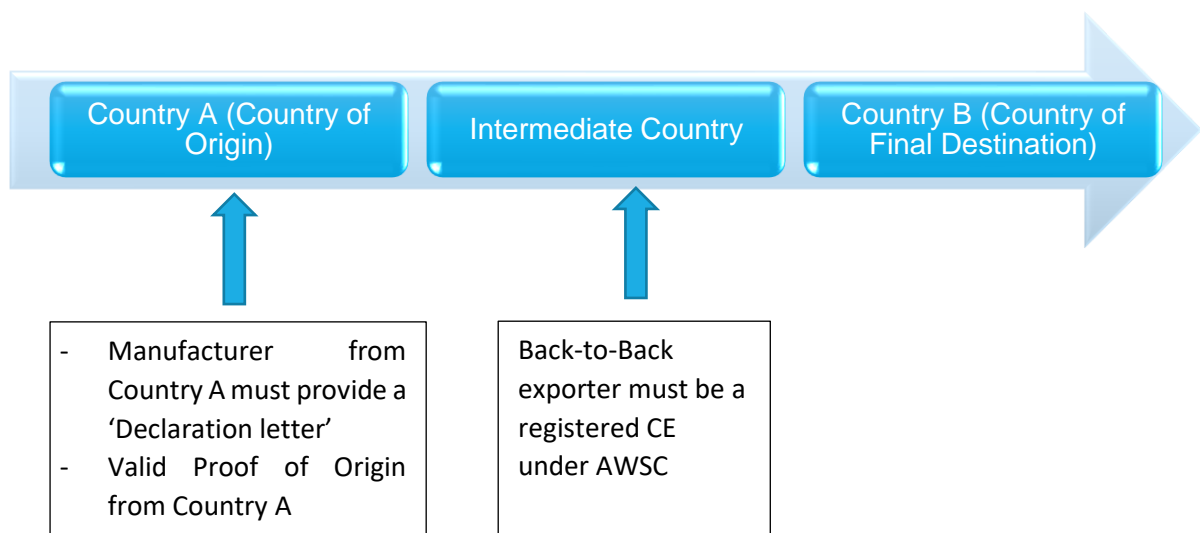 Country A (Country of
Origin)
Intermediate Country
Country B (Country of
Final Destination)
- Manufacturer from
Country A must provide a
‘Declaration letter’
- Valid Proof of Origin
from Country A
Back-to-Back
exporter must be a
registered CE
under AWSC